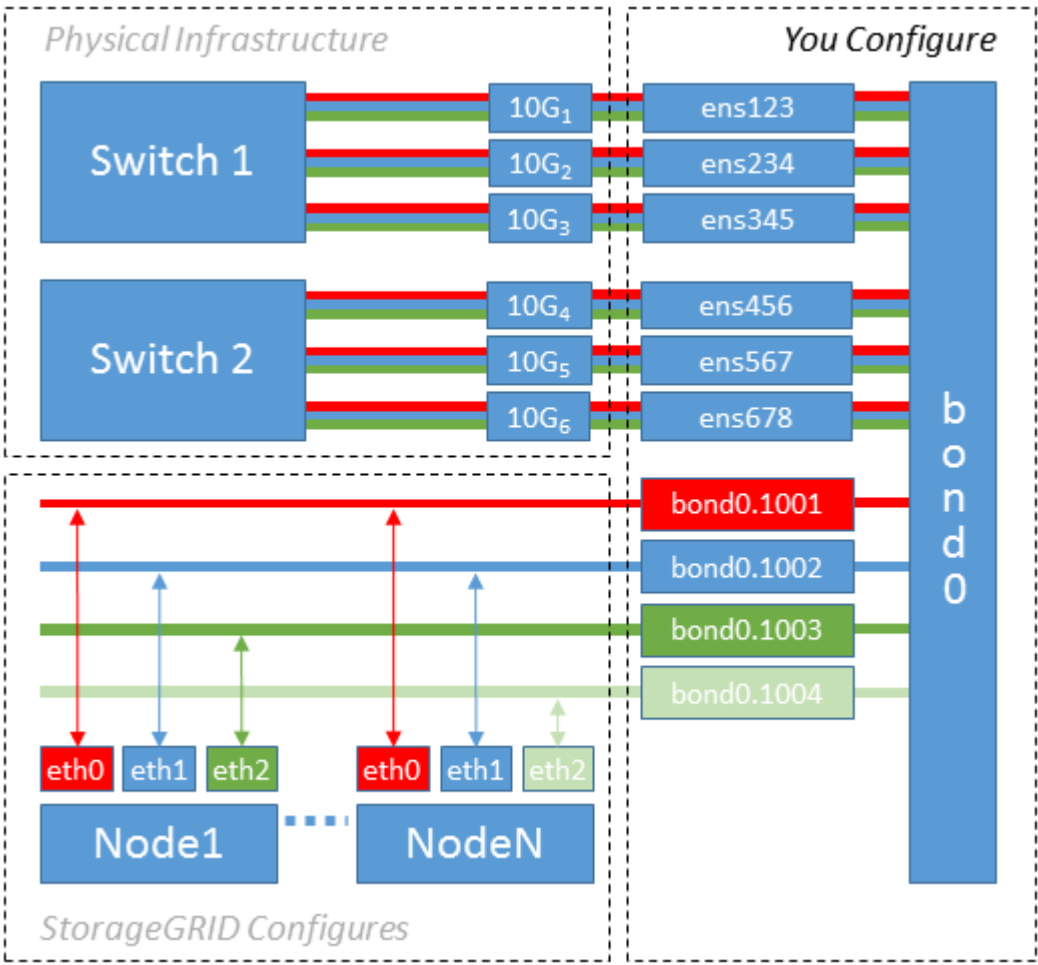 Physical Infrastructure
You Configure
Switch 1
10G₁
ens123
10G₂
ens234
10G₃
ens345
Switch 2
10G₄
ens456
10G₅
ens567
10G₆
ens678
bond0
bond0.1001
bond0.1002
bond0.1003
bond0.1004
eth0 eth1 eth2 eth0 eth1 eth2
Node1 NodeN
StorageGRID Configures